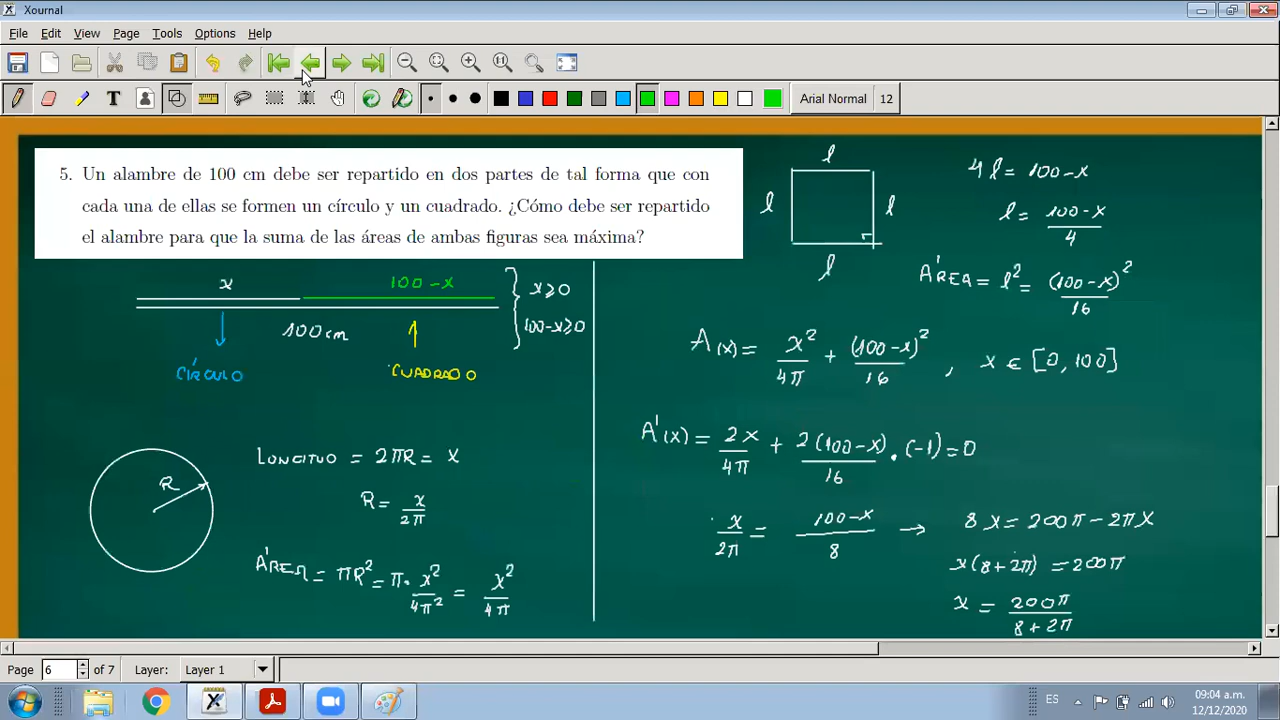 Xournal
File Edit View Page Tools Options Help
Arial Normal 12
5. Un alambre de 100 cm debe ser repartido en dos partes de tal forma que con
cada una de ellas se formen un círculo y un cuadrado. ¿Cómo debe ser repartido
el alambre para que la suma de las áreas de ambas figuras sea máxima?
x 100-x
100cm
x≥0
100-x≥0
CÍRCULO CUADRADO
R
LONGITUD = 2πR = x
R = x/2π
ÁREA = πR² = π·x²/4π² = x²/4π
l
l l
l
4l = 100-x
l = 100-x/4
ÁREA = l² = (100-x)²/16
A(x) = x²/4π + (100-x)²/16 , x ∈ [0,100]
A'(x) = 2x/4π + 2(100-x)/16 · (-1) = 0
x/2π = 100-x/8 → 8x = 200π - 2πx
x(8+2π) = 200π
x = 200π/8+2π
Page 6 of 7 Layer: Layer 1
ES 09:04 a.m.
12/12/2020